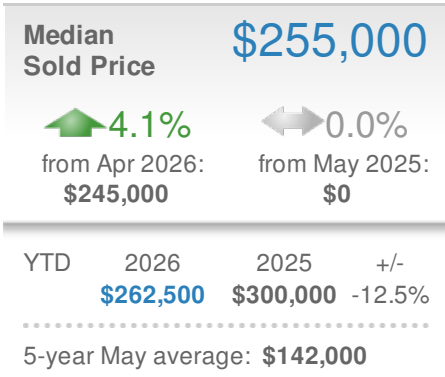 Median $255,000
Sold Price
4.1% 0.0%
from Apr 2026: from May 2025:
$245,000 $0
YTD 2026 2025 +/-
$262,500 $300,000 -12.5%
5-year May average: $142,000